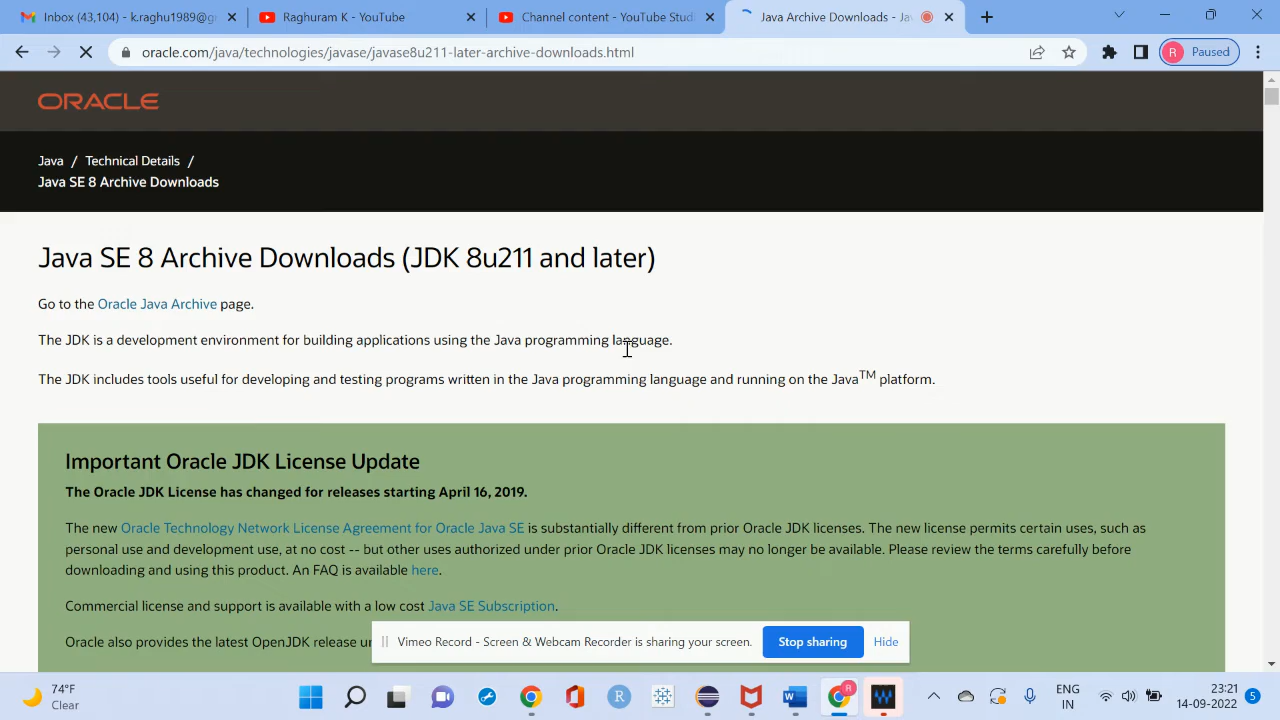 Inbox (43,104) - k.raghu1989@g
Raghuram K - YouTube
Channel content - YouTube Studi
Java Archive Downloads - Jav
oracle.com/java/technologies/javase/javase8u211-later-archive-downloads.html
R Paused
ORACLE
Java / Technical Details /
Java SE 8 Archive Downloads
Java SE 8 Archive Downloads (JDK 8u211 and later)
Go to the Oracle Java Archive page.
The JDK is a development environment for building applications using the Java programming language.
The JDK includes tools useful for developing and testing programs written in the Java programming language and running on the Java™ platform.
Important Oracle JDK License Update
The Oracle JDK License has changed for releases starting April 16, 2019.
The new Oracle Technology Network License Agreement for Oracle Java SE is substantially different from prior Oracle JDK licenses. The new license permits certain uses, such as
personal use and development use, at no cost -- but other uses authorized under prior Oracle JDK licenses may no longer be available. Please review the terms carefully before
downloading and using this product. An FAQ is available here.
Commercial license and support is available with a low cost Java SE Subscription.
Oracle also provides the latest OpenJDK release un
Vimeo Record - Screen & Webcam Recorder is sharing your screen.
Stop sharing
Hide
74°F
Clear
R
R
W
ENG
IN
23:21
14-09-2022
5